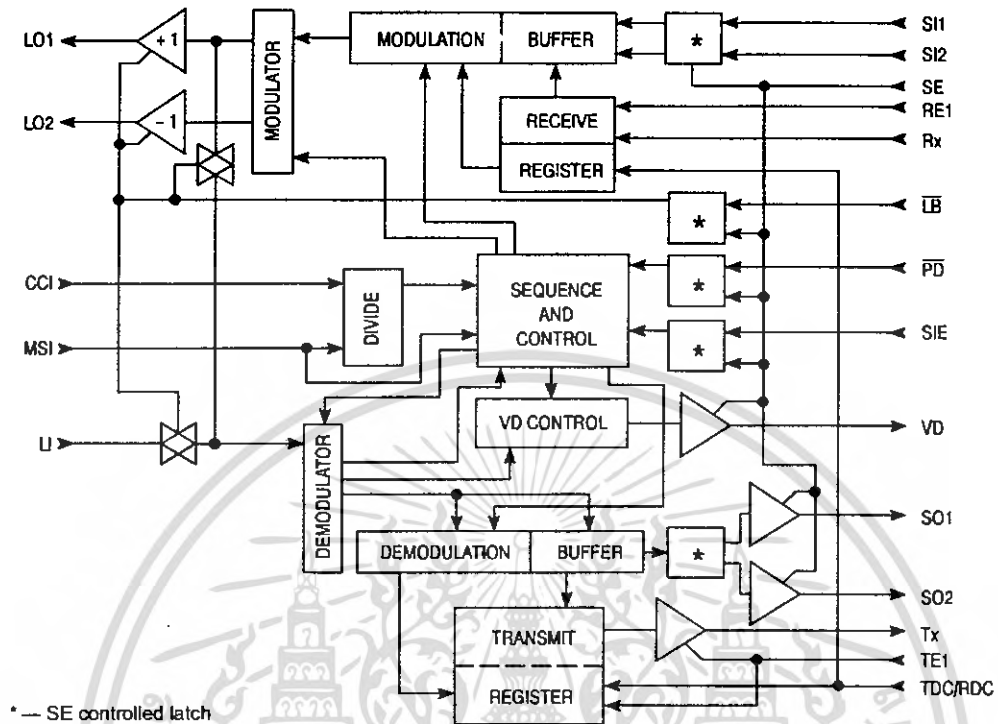 LO1
+1
MODULATOR
MODULATION
BUFFER
*
SI1
SI2
SE
LO2
-1
RECEIVE
REGISTER
RE1
Rx
*
L̅B̅
CCI
DIVIDE
SEQUENCE
AND
CONTROL
*
P̅D̅
MSI
*
SIE
LI
DEMODULATOR
VD CONTROL
VD
DEMODULATION
BUFFER
*
SO1
SO2
TRANSMIT
REGISTER
Tx
TE1
TDC/RDC
* — SE controlled latch